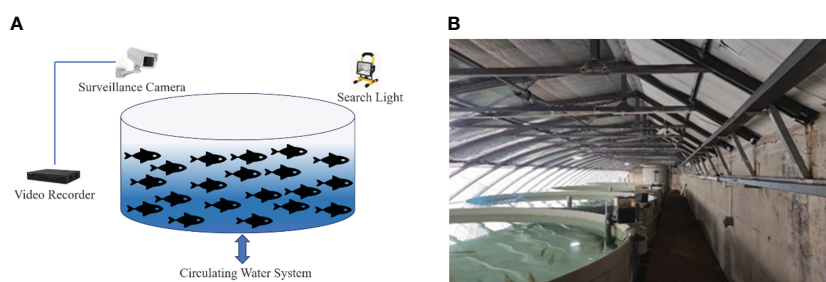 A
B
Surveillance Camera
Search Light
Video Recorder
Circulating Water System